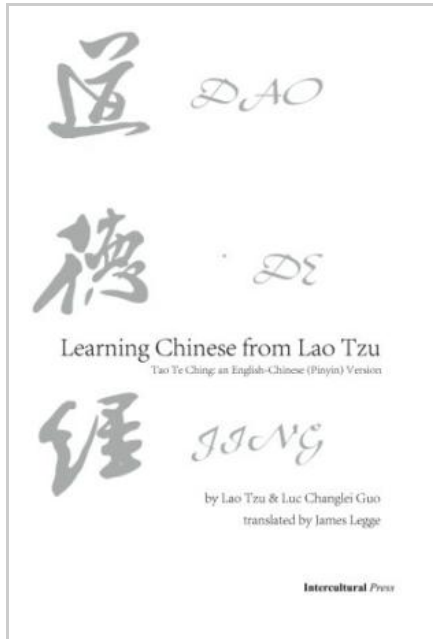 道 DAO
德 DE
Learning Chinese from Lao Tzu
Tao Te Ching: an English-Chinese (Pinyin) Version
經 JING
by Lao Tzu & Luc Changlei Guo
translated by James Legge
Intercultural Press